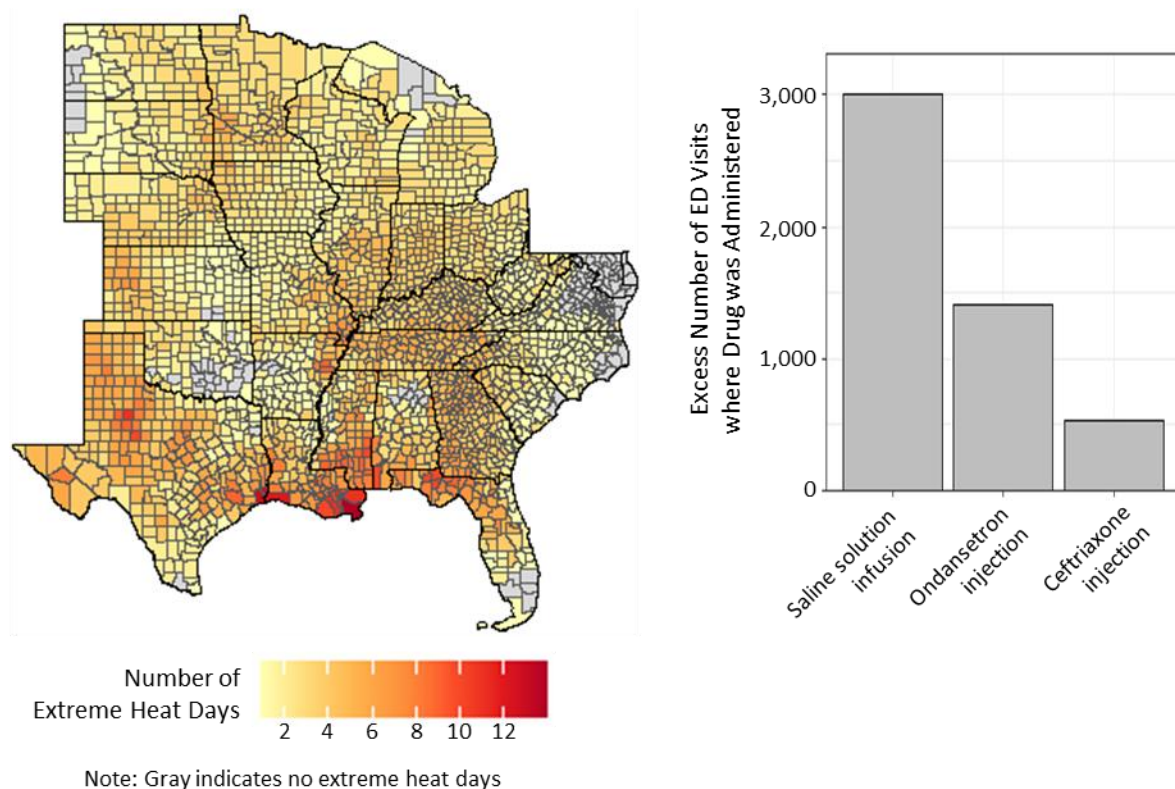 Number of
Extreme Heat Days
2 4 6 8 10 12
Note: Gray indicates no extreme heat days
Excess Number of ED Visits
where Drug was Administered
3,000
2,000
1,000
0
Saline solution
infusion
Ondansetron
injection
Ceftriaxone
injection